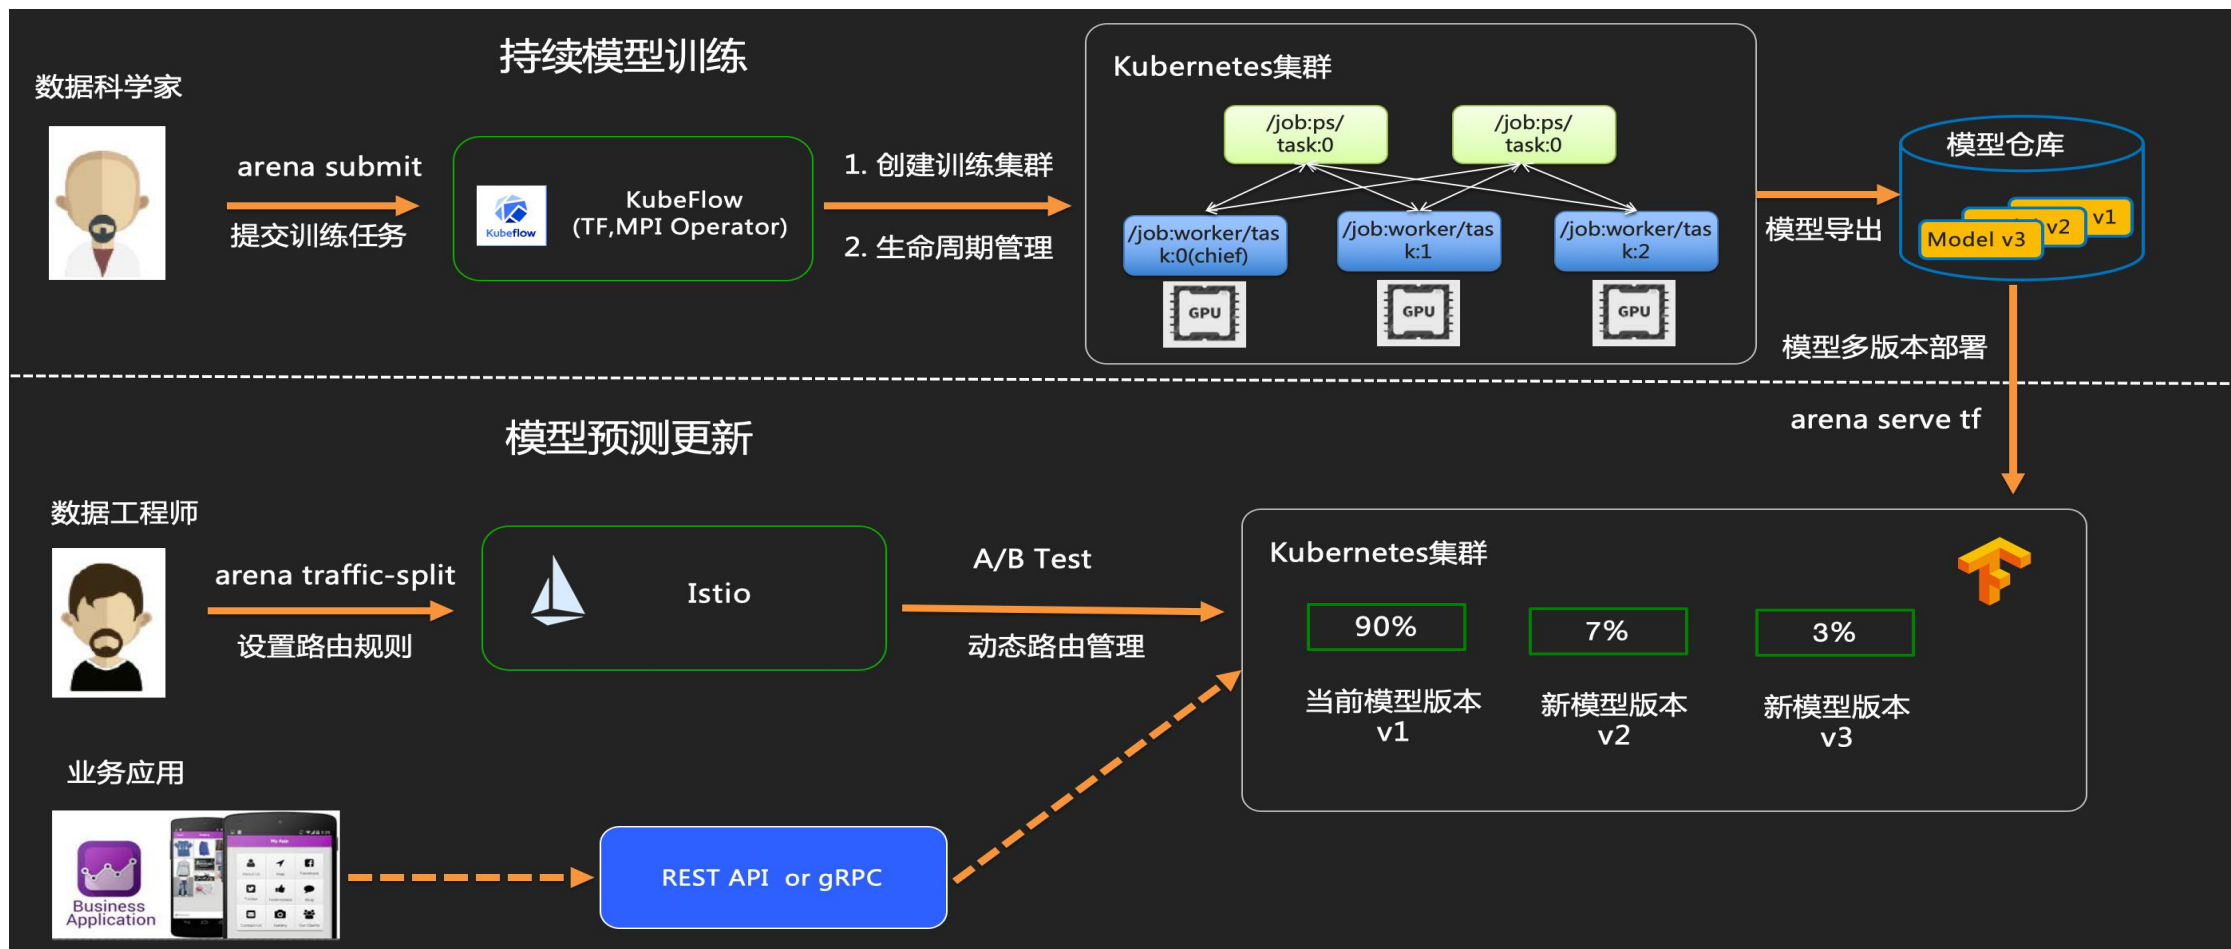 持续模型训练
数据科学家
arena submit
提交训练任务
Kubeflow
KubeFlow
(TF,MPI Operator)
1. 创建训练集群
2. 生命周期管理
Kubernetes集群
/job:ps/
task:0
/job:ps/
task:0
/job:worker/tas
k:0(chief)
/job:worker/tas
k:1
/job:worker/tas
k:2
GPU
GPU
GPU
模型导出
模型仓库
v1
v2
Model v3
模型多版本部署
arena serve tf
模型预测更新
数据工程师
arena traffic-split
设置路由规则
Istio
A/B Test
动态路由管理
Kubernetes集群
90%
7%
3%
当前模型版本
v1
新模型版本
v2
新模型版本
v3
业务应用
Business
Application
My App
REST API or gRPC